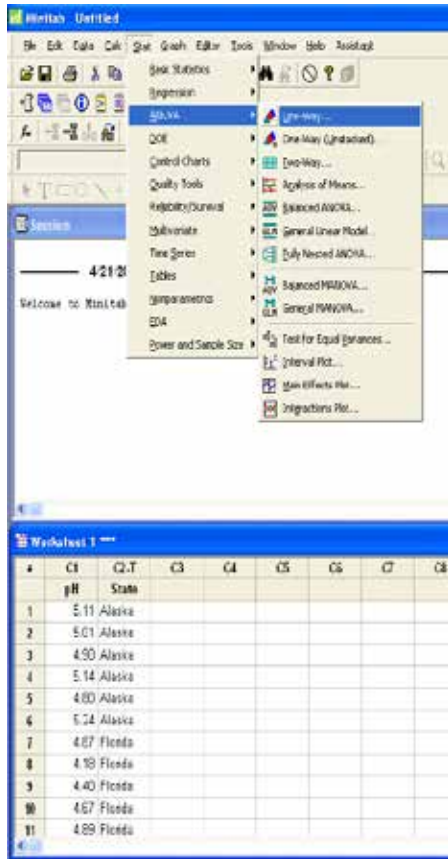 Minitab - Untitled
File Edit Data Calc Stat Graph Editor Tools Window Help Assistant
Basic Statistics
Regression
ANOVA
DOE
Control Charts
Quality Tools
Reliability/Survival
Multivariate
Time Series
Tables
Nonparametrics
EDA
Power and Sample Size
One-Way...
One-Way (Unstacked)...
Two-Way...
Analysis of Means...
Balanced ANOVA...
General Linear Model...
Fully Nested ANOVA...
Balanced MANOVA...
General MANOVA...
Test for Equal Variances...
Interval Plot...
Main Effects Plot...
Interactions Plot...
Session
4/21/20
Welcome to Minitab
Worksheet 1 ***
C1 C2-T C3 C4 C5 C6 C7 C8
pH State
1 5.11 Alaska
2 5.01 Alaska
3 4.90 Alaska
4 5.14 Alaska
5 4.80 Alaska
6 5.24 Alaska
7 4.87 Florida
8 4.18 Florida
9 4.40 Florida
10 4.67 Florida
11 4.89 Florida